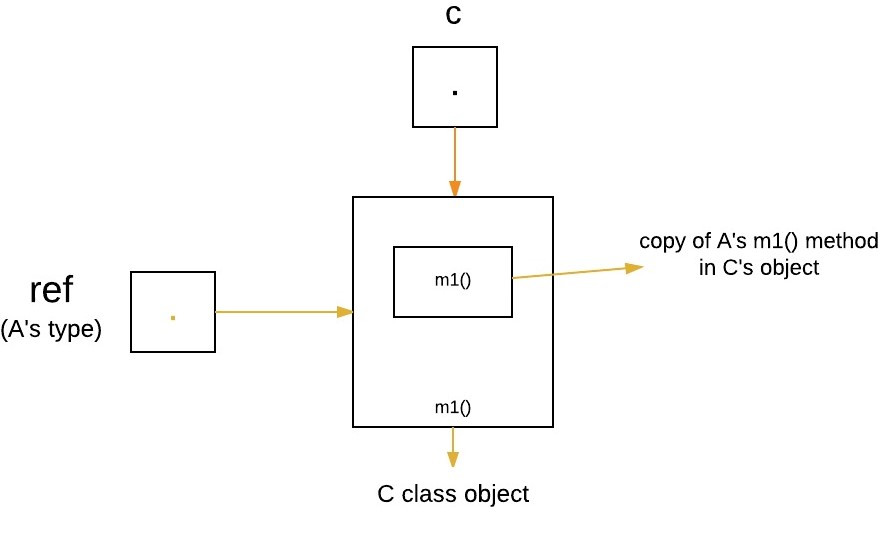 c
m1()
copy of A's m1() method
in C's object
ref
(A's type)
m1()
C class object